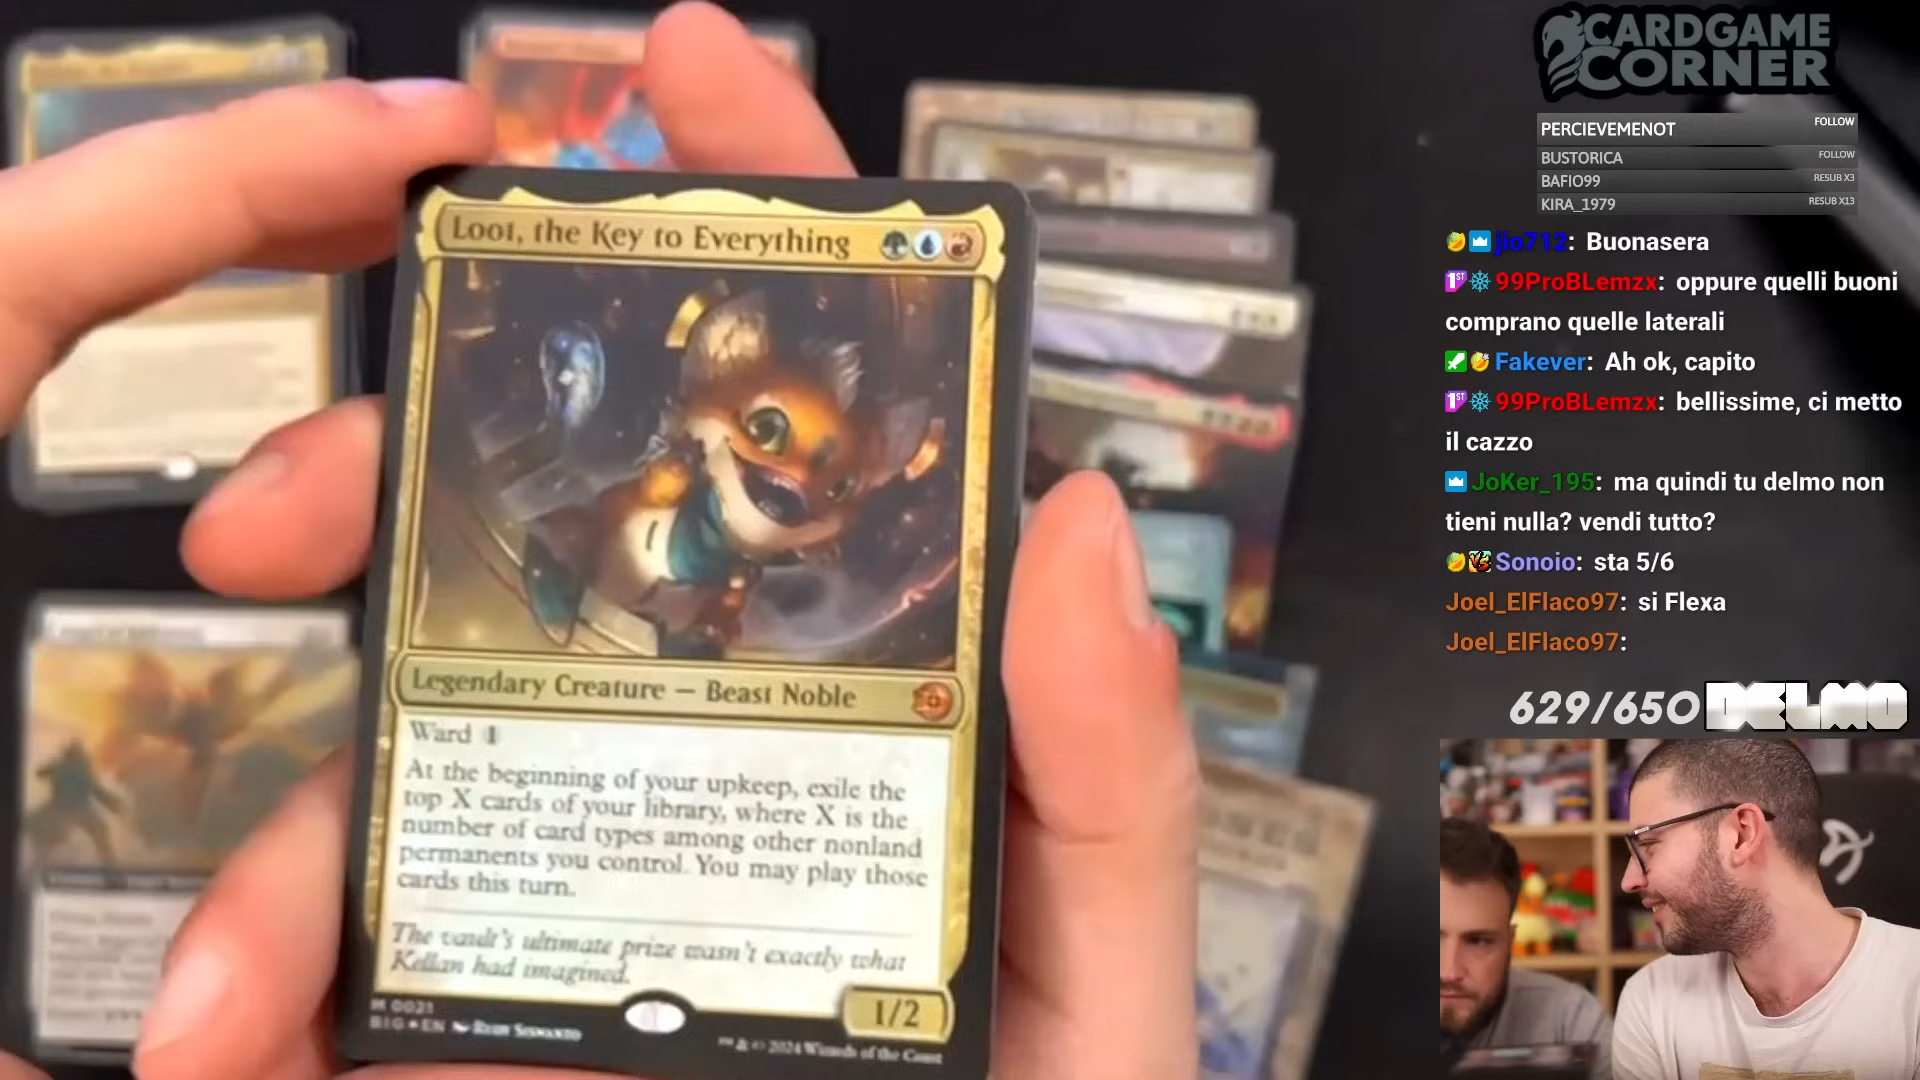 Loot, the Key to Everything
Legendary Creature — Beast Noble
Ward 1
At the beginning of your upkeep, exile the
top X cards of your library, where X is the
number of card types among other nonland
permanents you control. You may play those
cards this turn.
The vault's ultimate prize wasn't exactly what
Kellan had imagined.
1/2
M 0021
BIG EN Rudy Siswanto
™ & © 2024 Wizards of the Coast
CARDGAME
CORNER
PERCIEVEMENOT FOLLOW
BUSTORICA FOLLOW
BAFIO99 RESUB X3
KIRA_1979 RESUB X13
jio712: Buonasera
1ST 99ProBLemzx: oppure quelli buoni
comprano quelle laterali
Fakever: Ah ok, capito
1ST 99ProBLemzx: bellissime, ci metto
il cazzo
JoKer_195: ma quindi tu delmo non
tieni nulla? vendi tutto?
Sonoio: sta 5/6
Joel_ElFlaco97: si Flexa
Joel_ElFlaco97:
629/650 DELMO